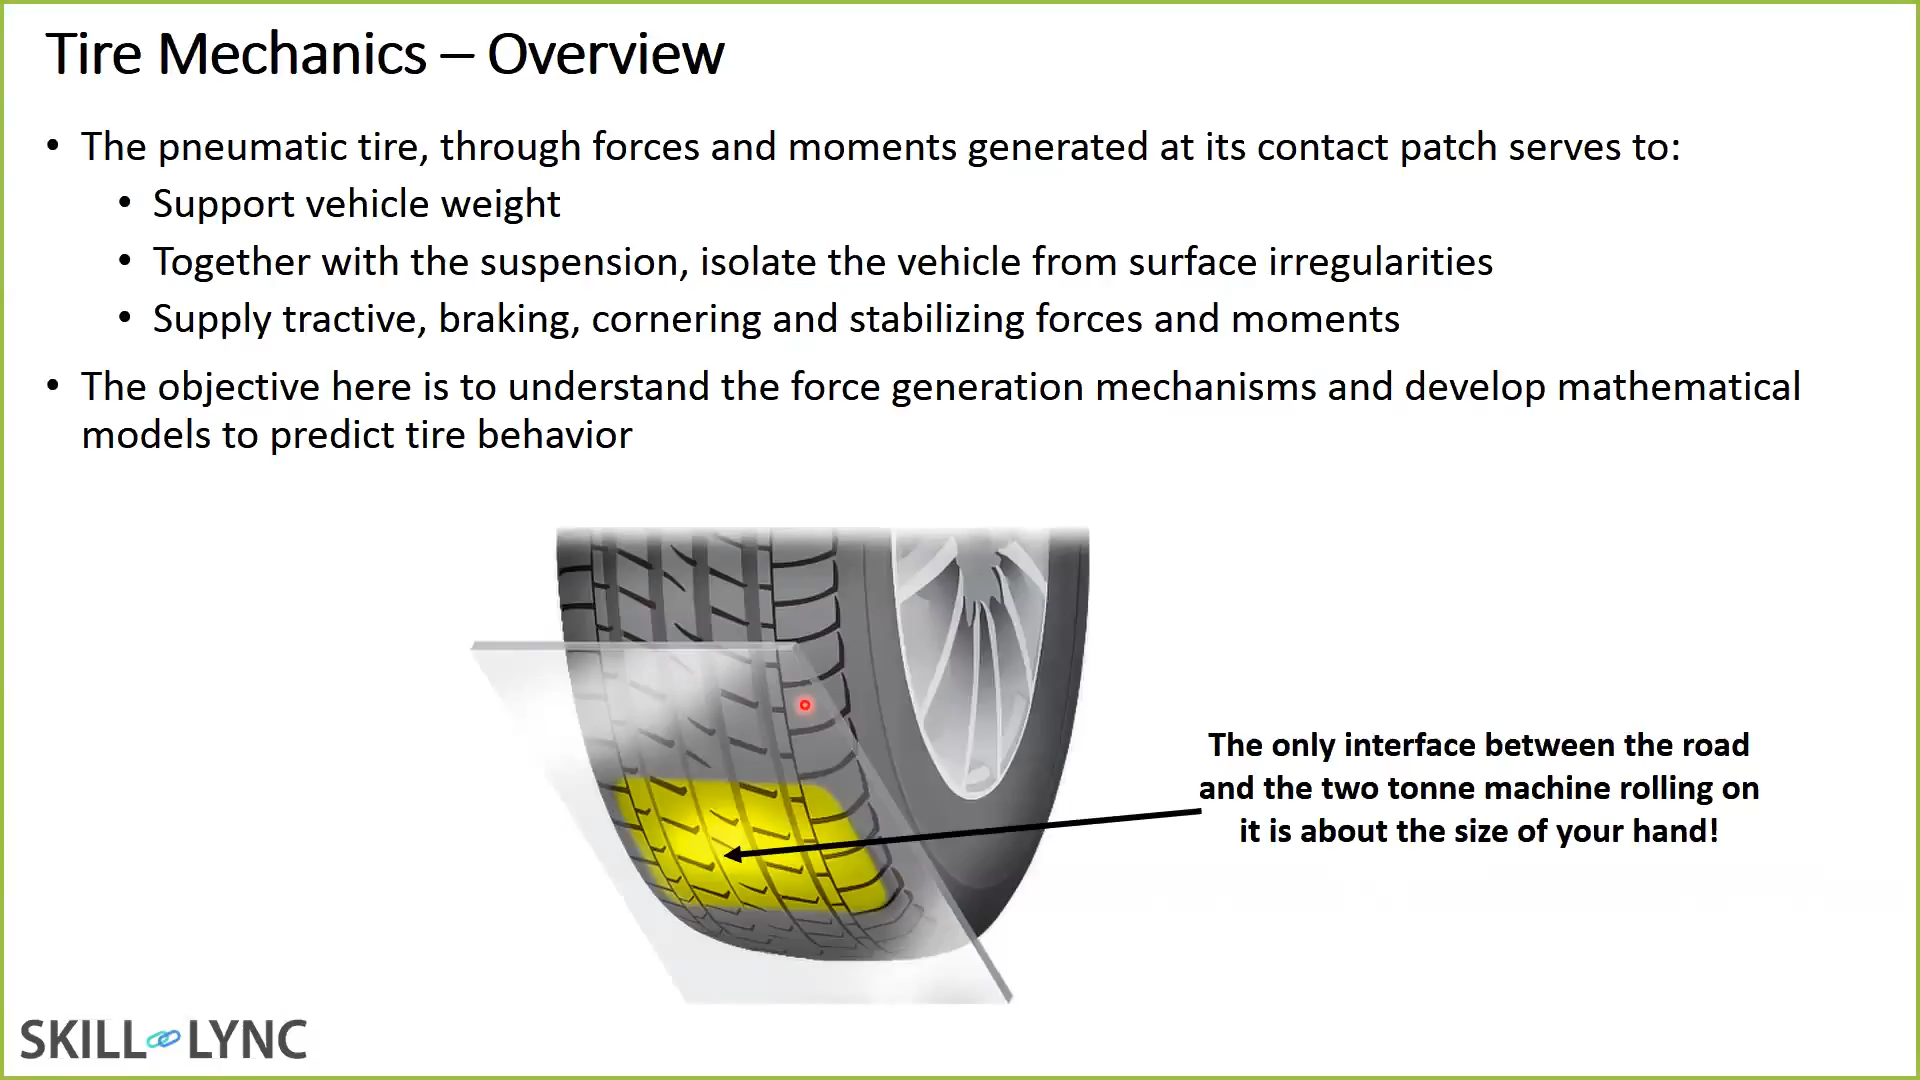 Tire Mechanics – Overview
• The pneumatic tire, through forces and moments generated at its contact patch serves to:
• Support vehicle weight
• Together with the suspension, isolate the vehicle from surface irregularities
• Supply tractive, braking, cornering and stabilizing forces and moments
• The objective here is to understand the force generation mechanisms and develop mathematical
models to predict tire behavior
The only interface between the road
and the two tonne machine rolling on
it is about the size of your hand!
SKILL LYNC